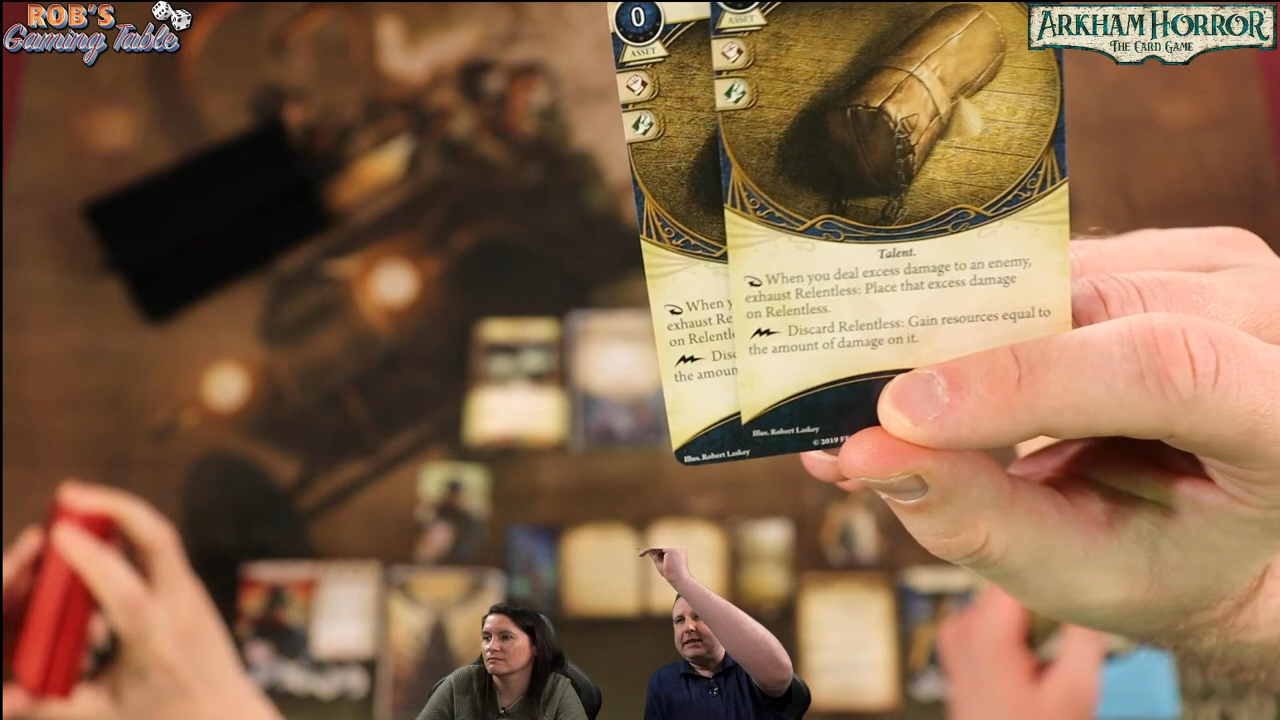 ROB'S
Gaming Table
ARKHAM HORROR
THE CARD GAME
0
ASSET
ASSET
Talent.
When you deal excess damage to an enemy,
exhaust Relentless: Place that excess damage
on Relentless.
Discard Relentless: Gain resources equal to
the amount of damage on it.
Illus. Robert Laskey
© 2019 F
When y
exhaust Re
on Relentl
Disc
the amoun
Illus. Robert Laskey